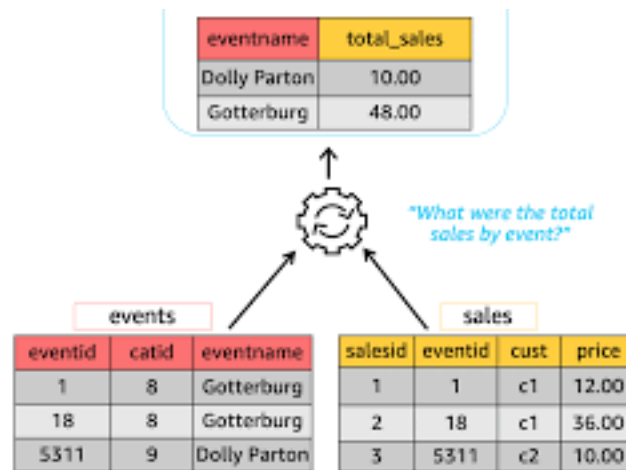 eventname total_sales
Dolly Parton 10.00
Gotterburg 48.00
"What were the total
sales by event?"
events
eventid catid eventname
1 8 Gotterburg
18 8 Gotterburg
5311 9 Dolly Parton
sales
salesid eventid cust price
1 1 c1 12.00
2 18 c1 36.00
3 5311 c2 10.00